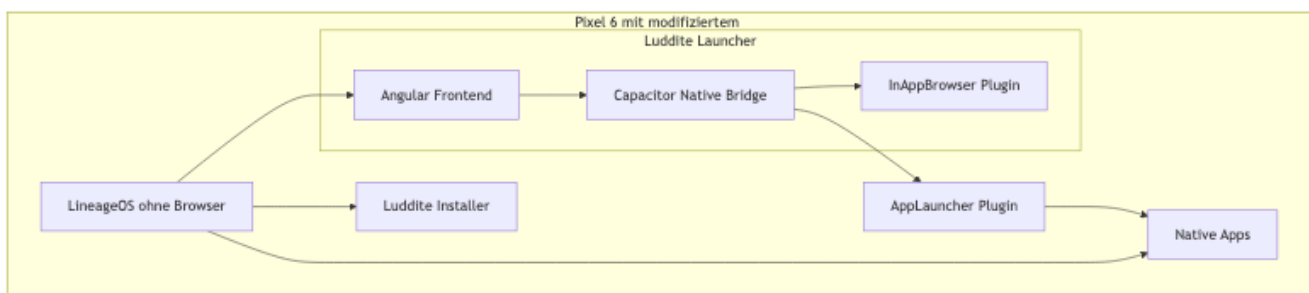 Pixel 6 mit modifiziertem
Luddite Launcher
Angular Frontend
Capacitor Native Bridge
InAppBrowser Plugin
LineageOS ohne Browser
Luddite Installer
AppLauncher Plugin
Native Apps